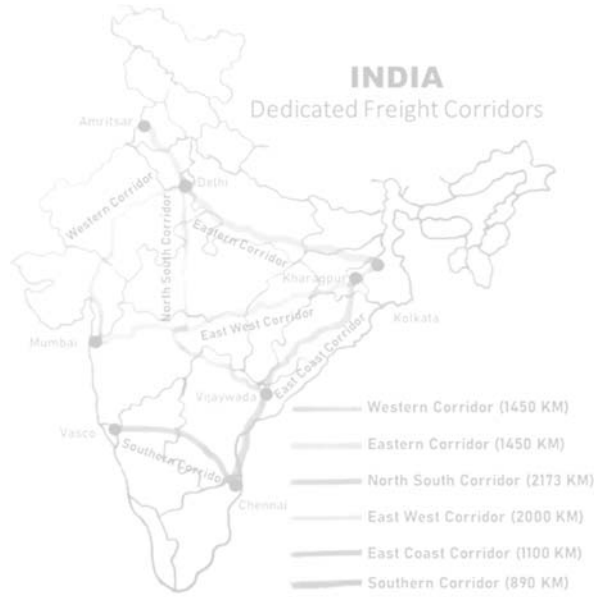 INDIA
Dedicated Freight Corridors
Amritsar
Delhi
Western Corridor
North South Corridor
Eastern Corridor
Kharagpur
Kolkata
East West Corridor
Mumbai
East Coast Corridor
Vijaywada
Vasco
Southern Corridor
Chennai
Western Corridor (1450 KM)
Eastern Corridor (1450 KM)
North South Corridor (2173 KM)
East West Corridor (2000 KM)
East Coast Corridor (1100 KM)
Southern Corridor (890 KM)